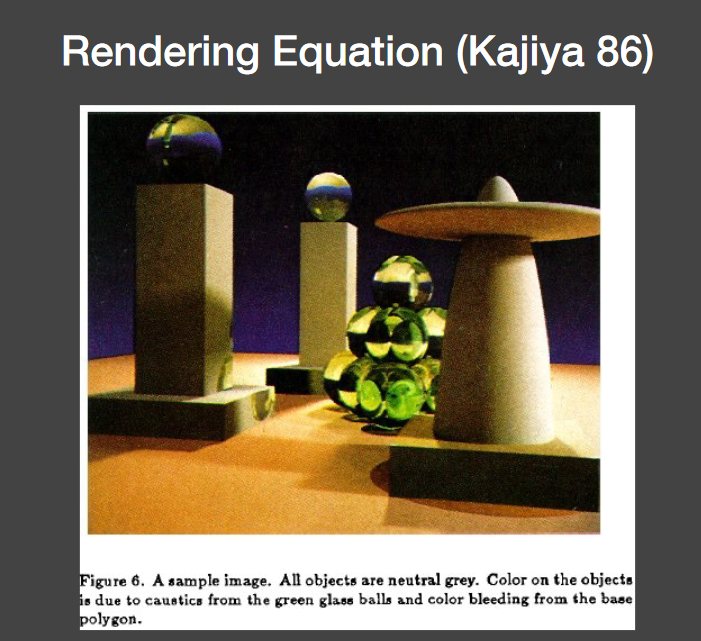 Rendering Equation (Kajiya 86)
Figure 6. A sample image. All objects are neutral grey. Color on the objects
is due to caustics from the green glass balls and color bleeding from the base
polygon.